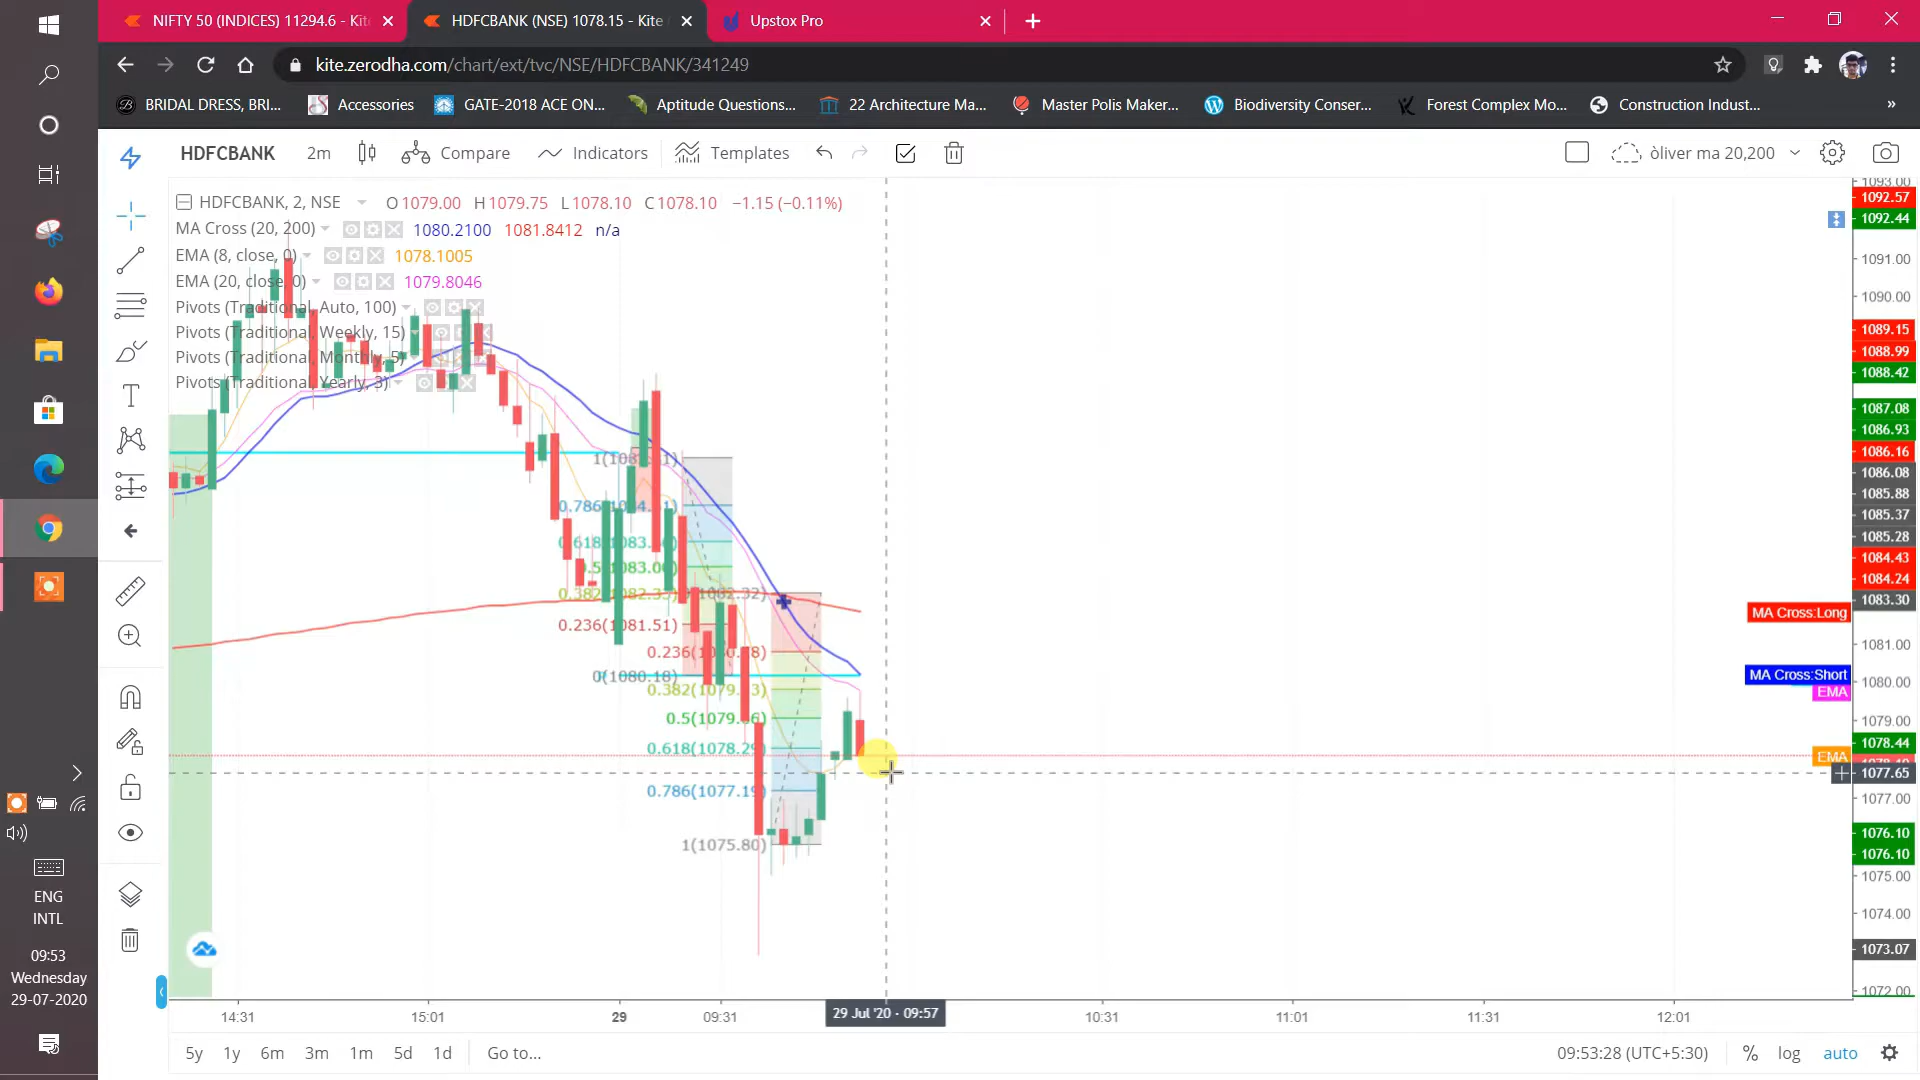 NIFTY 50 (INDICES) 11294.6 - Kit
HDFCBANK (NSE) 1078.15 - Kite
Upstox Pro
kite.zerodha.com/chart/ext/tvc/NSE/HDFCBANK/341249
BRIDAL DRESS, BRI...
Accessories
GATE-2018 ACE ON...
Aptitude Questions...
22 Architecture Ma...
Master Polis Maker...
Biodiversity Conser...
Forest Complex Mo...
Construction Indust...
»
HDFCBANK
2m
Compare
Indicators
Templates
òliver ma 20,200
HDFCBANK, 2, NSE
O 1079.00 H 1079.75 L 1078.10 C 1078.10 −1.15 (−0.11%)
MA Cross (20, 200)
1080.2100 1081.8412 n/a
EMA (8, close, 0)
1078.1005
EMA (20, close, 0)
1079.8046
Pivots (Traditional, Auto, 100)
Pivots (Traditional, Weekly, 15)
Pivots (Traditional, Monthly, 5)
Pivots (Traditional, Yearly, 3)
0.236(1081.51)
0(1080.18)
0.618(1078.29)
0.786(1077.19)
1(1075.80)
1093.00
1092.57
1092.44
1091.00
1090.00
1089.15
1088.99
1088.42
1087.08
1086.93
1086.16
1086.08
1085.88
1085.37
1085.28
1084.43
1084.24
1083.30
MA Cross:Long
1081.00
MA Cross:Short
1080.00
EMA
1079.00
1078.44
EMA
1077.65
1077.00
1076.10
1076.10
1075.00
1074.00
1073.07
1072.00
14:31
15:01
29
09:31
29 Jul '20 - 09:57
10:31
11:01
11:31
12:01
5y
1y
6m
3m
1m
5d
1d
Go to...
09:53:28 (UTC+5:30)
%
log
auto
ENG
INTL
09:53
Wednesday
29-07-2020